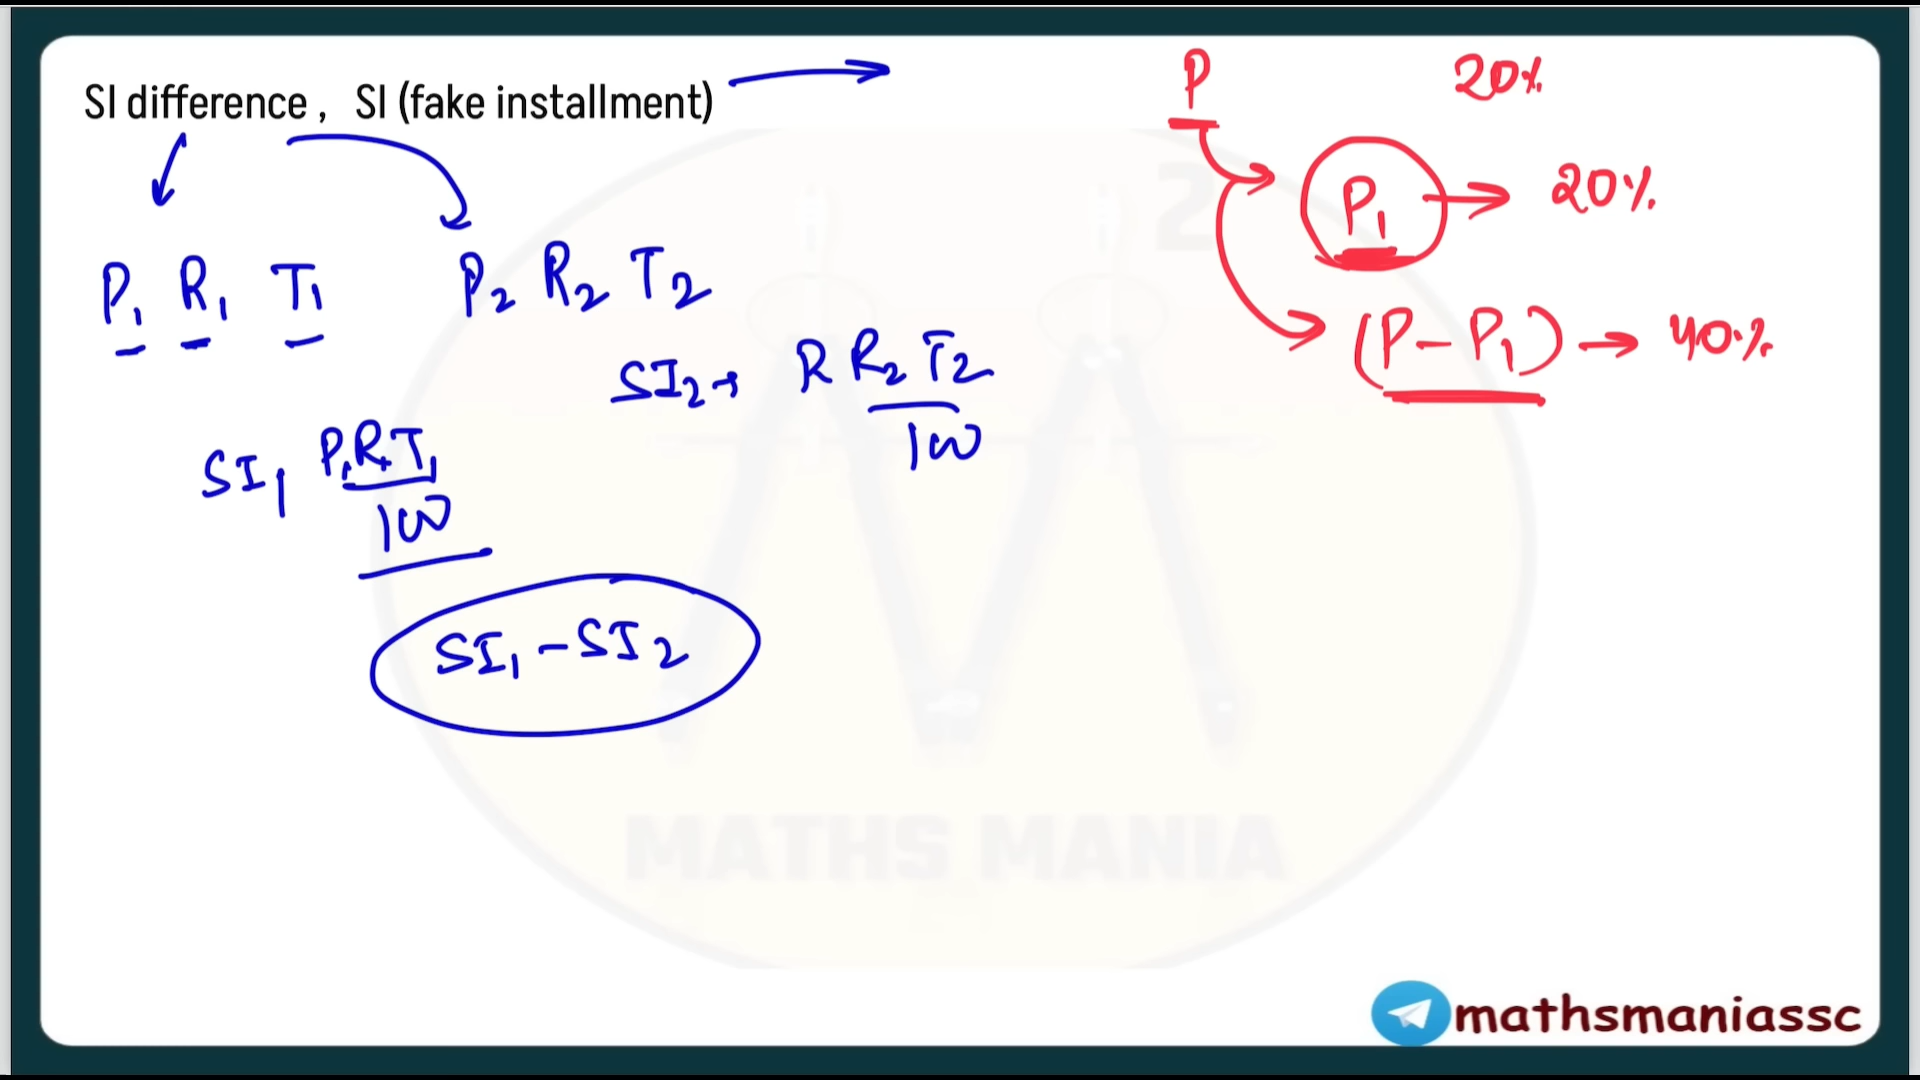 SI difference , SI (fake installment)
P 20%
P1 → 20%
(P - P1) → 40%
P1 R1 T1 P2 R2 T2
SI2 → R R2 T2
100
SI1 P1R1T1
100
SI1 - SI2
2
MATHS MANIA
mathsmaniassc